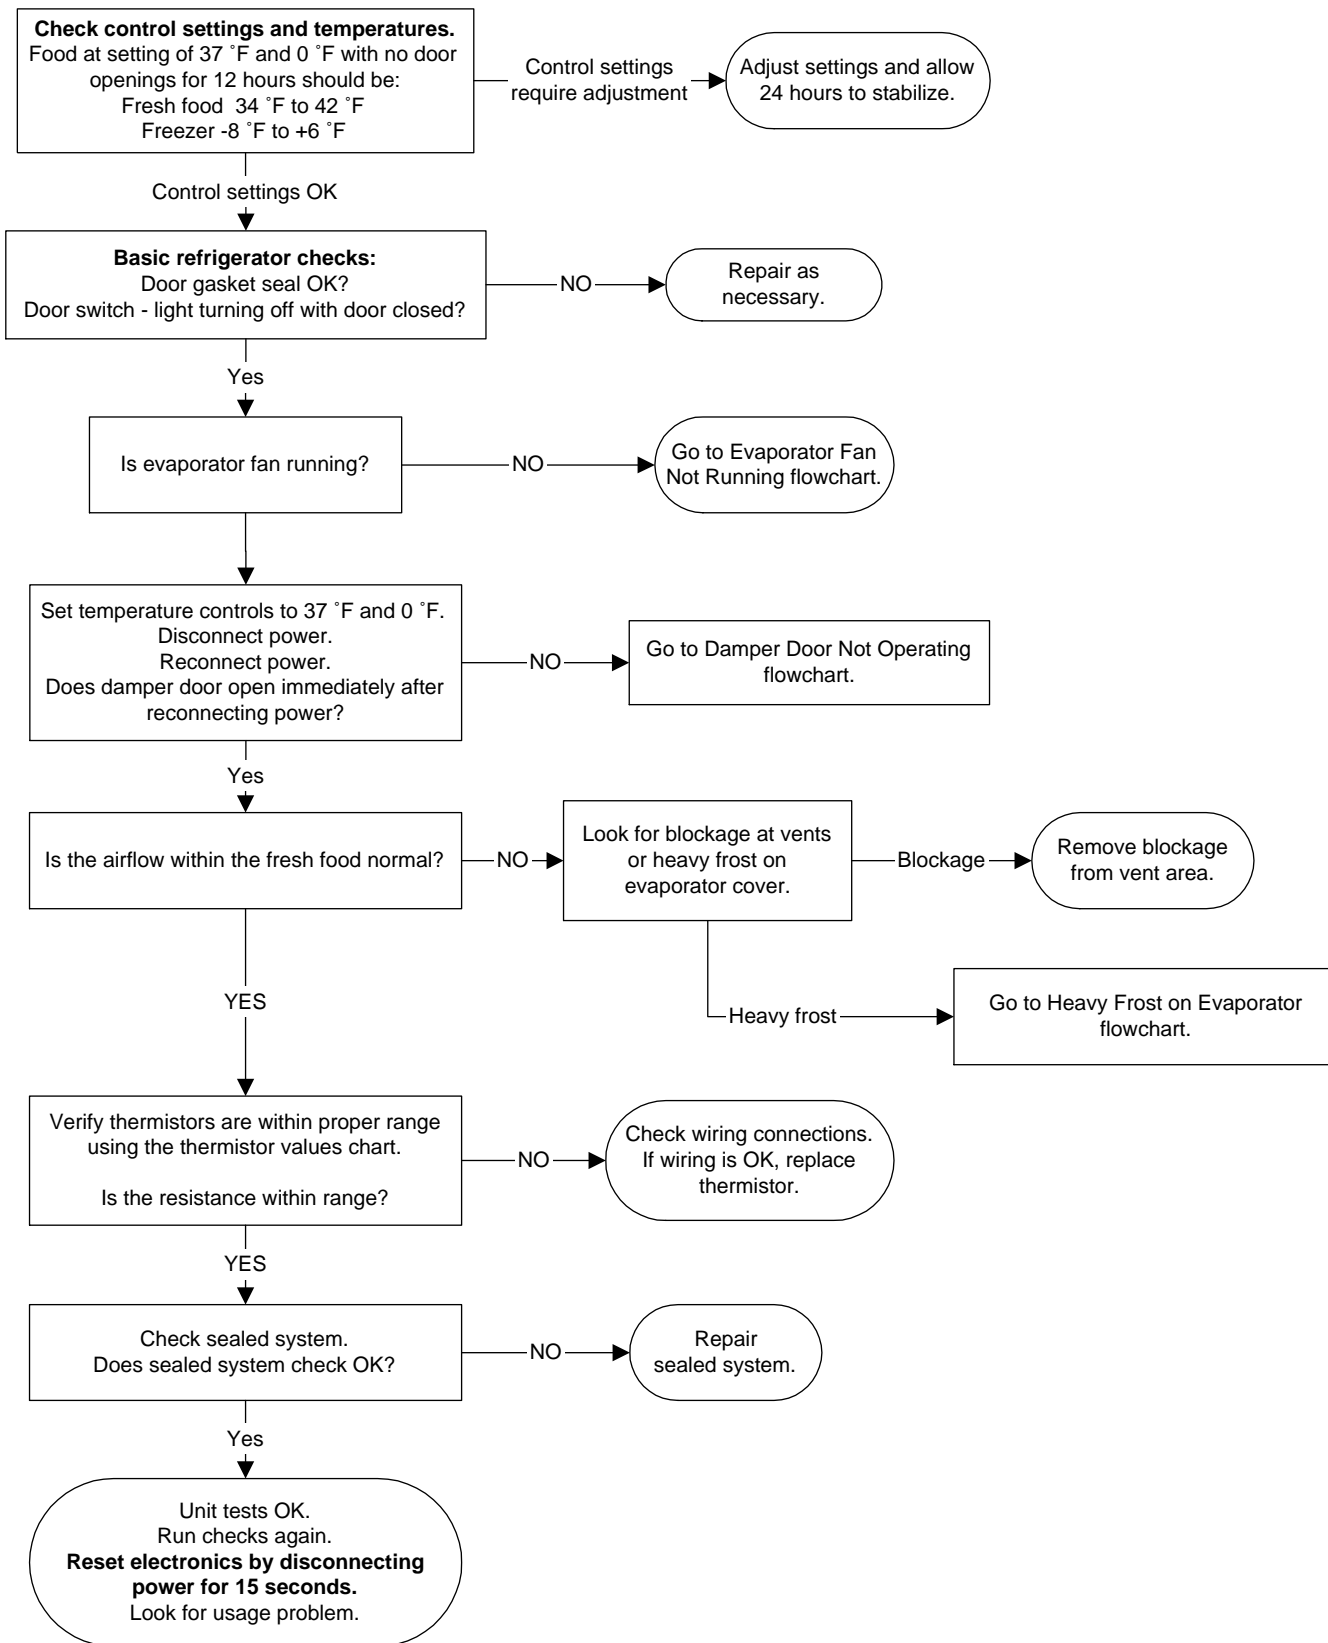 Check control settings and temperatures.
Food at setting of 37 ˚F and 0 ˚F with no door
openings for 12 hours should be:
Fresh food  34 ˚F to 42 ˚F
Freezer -8 ˚F to +6 ˚F
Control settings
require adjustment
Adjust settings and allow
24 hours to stabilize.
Control settings OK
Basic refrigerator checks:
Door gasket seal OK?
Door switch - light turning off with door closed?
NO
Repair as
necessary.
Yes
Is evaporator fan running?
NO
Go to Evaporator Fan
Not Running flowchart.
Set temperature controls to 37 ˚F and 0 ˚F.
Disconnect power.
Reconnect power.
Does damper door open immediately after
reconnecting power?
NO
Go to Damper Door Not Operating
flowchart.
Yes
Is the airflow within the fresh food normal?
NO
Look for blockage at vents
or heavy frost on
evaporator cover.
Blockage
Remove blockage
from vent area.
Heavy frost
Go to Heavy Frost on Evaporator
flowchart.
YES
Verify thermistors are within proper range
using the thermistor values chart.
Is the resistance within range?
NO
Check wiring connections.
If wiring is OK, replace
thermistor.
YES
Check sealed system.
Does sealed system check OK?
NO
Repair
sealed system.
Yes
Unit tests OK.
Run checks again.
Reset electronics by disconnecting
power for 15 seconds.
Look for usage problem.